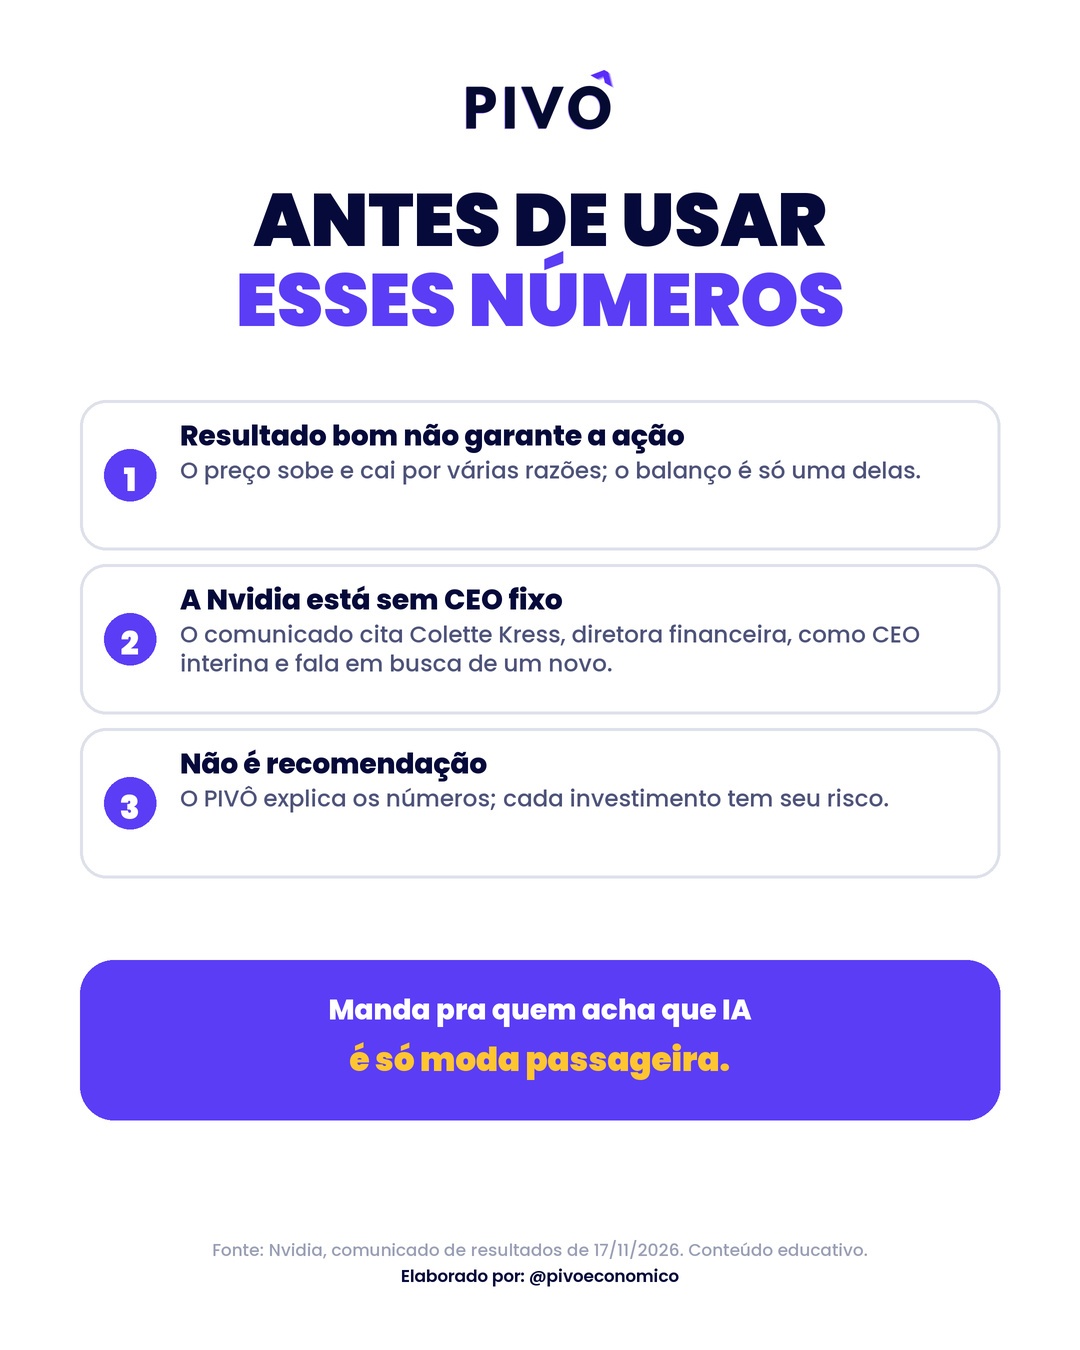 PIVÔ
ANTES DE USAR
ESSES NÚMEROS
1
Resultado bom não garante a ação
O preço sobe e cai por várias razões; o balanço é só uma delas.
2
A Nvidia está sem CEO fixo
O comunicado cita Colette Kress, diretora financeira, como CEO
interina e fala em busca de um novo.
3
Não é recomendação
O PIVÔ explica os números; cada investimento tem seu risco.
Manda pra quem acha que IA
é só moda passageira.
Fonte: Nvidia, comunicado de resultados de 17/11/2026. Conteúdo educativo.
Elaborado por: @pivoeconomico